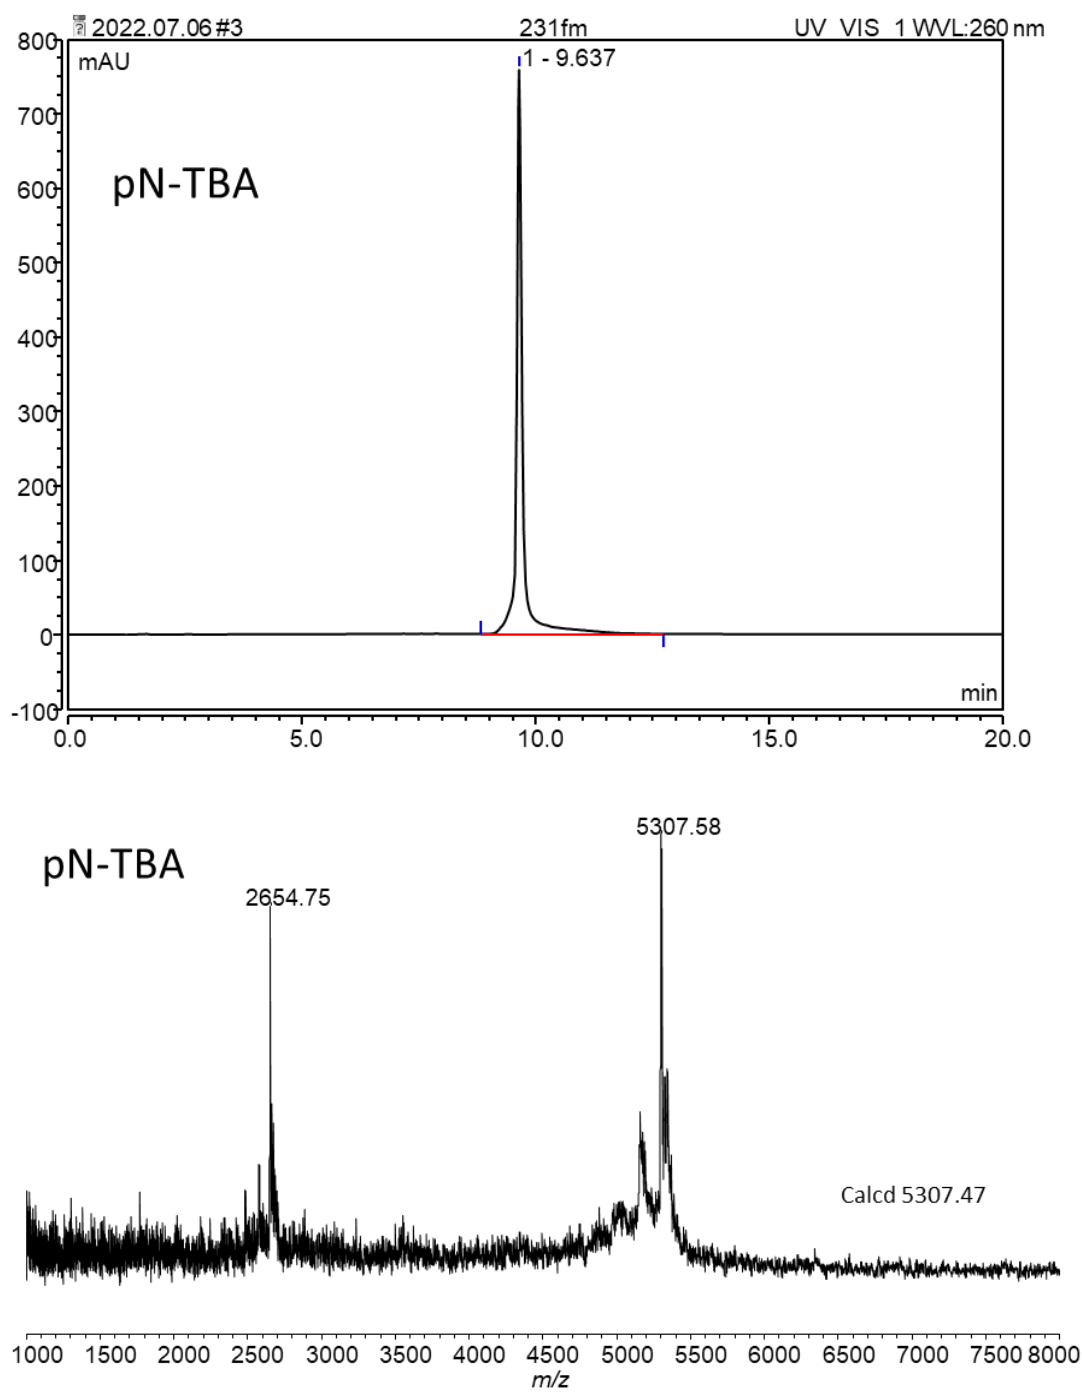 2022.07.06 #3 231fm UV_VIS_1 WVL:260 nm
mAU
1 - 9.637
pN-TBA
800
700
600
500
400
300
200
100
0
-100
min
0.0 5.0 10.0 15.0 20.0
5307.58
pN-TBA
2654.75
Calcd 5307.47
1000 1500 2000 2500 3000 3500 4000 4500 5000 5500 6000 6500 7000 7500 8000
m/z